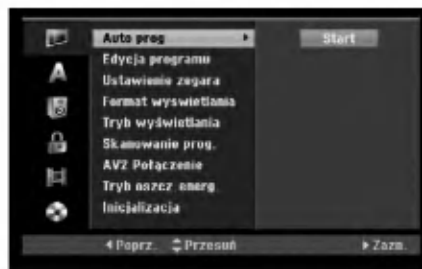 Auto prog Start
Edycja programu
Ustawienie zegara
Format wyswietlania
Tryb wyświetlania
Skanowanie prog.
AV2 Połączenie
Tryb oszcz energ
Inicjalizacja
A
Poprz. Przesuń Zazn.